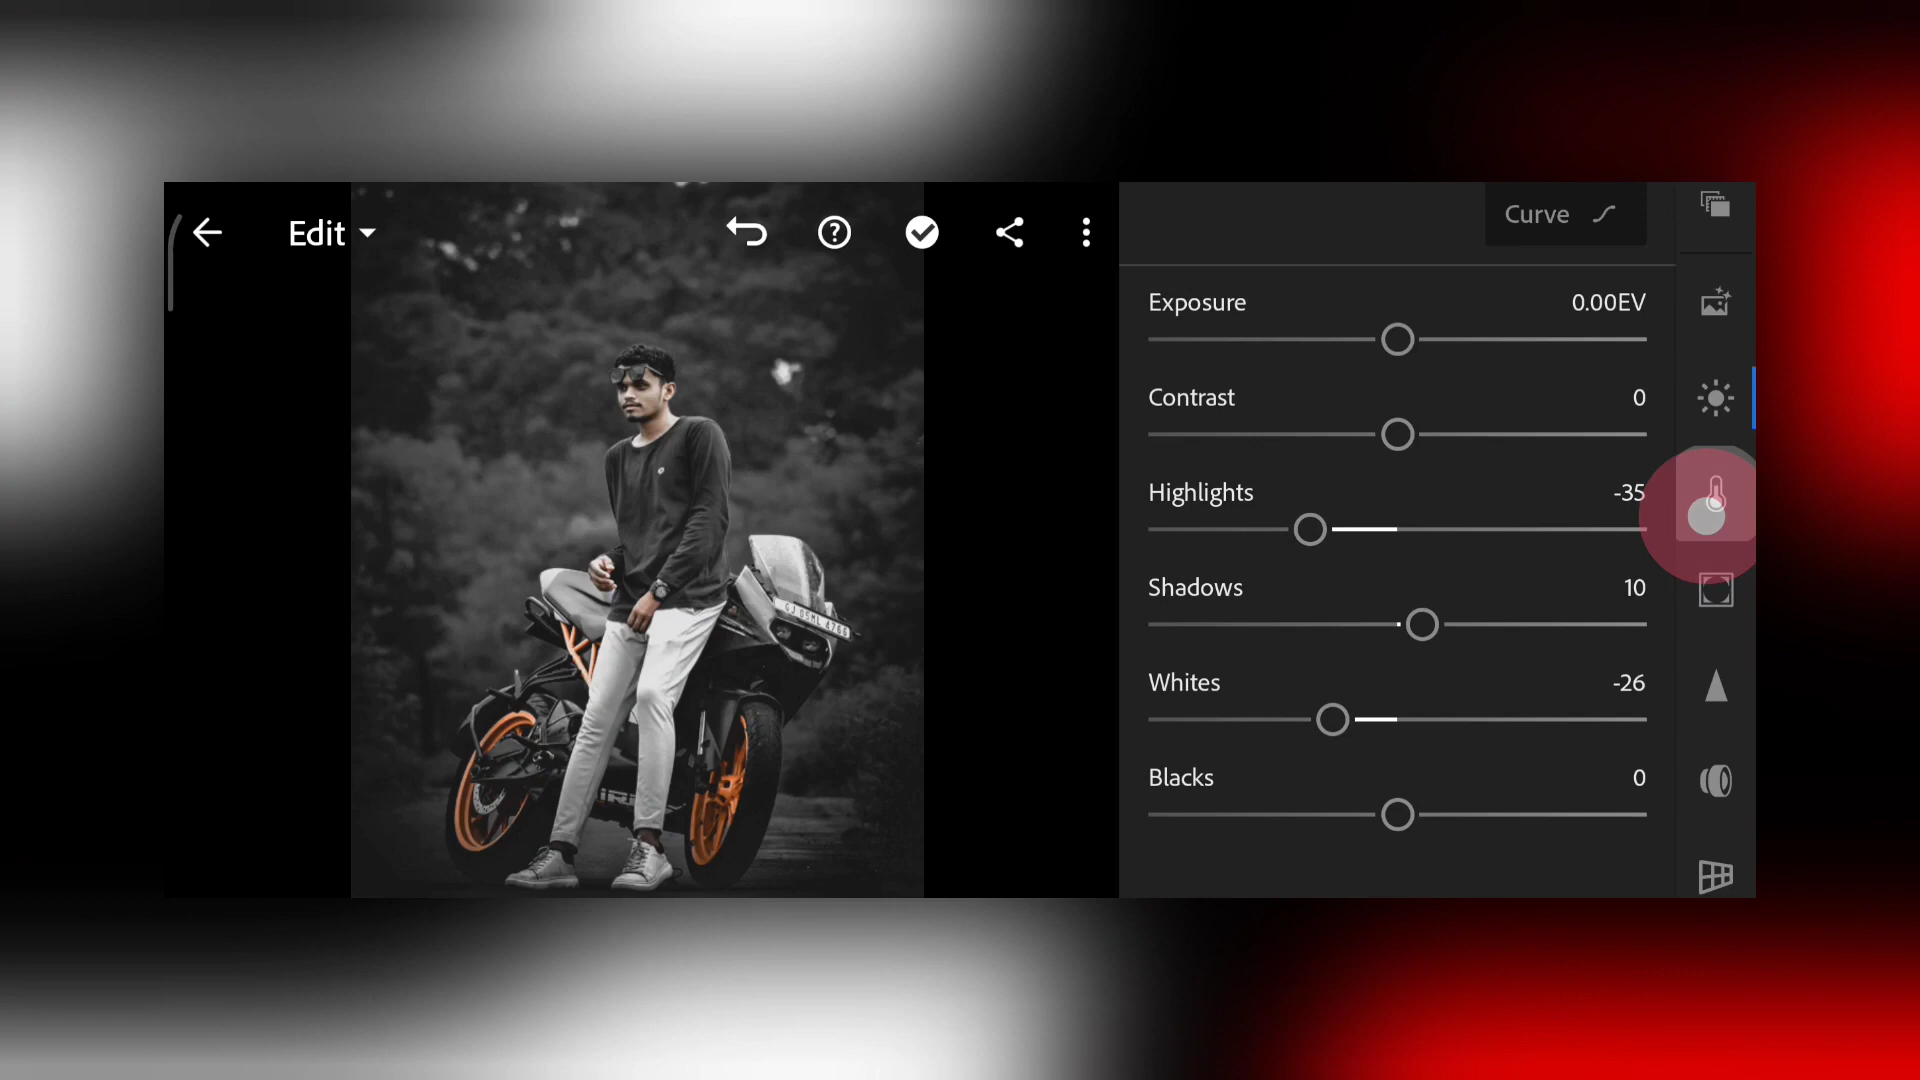 Edit
Curve
Exposure 0.00EV
Contrast 0
Highlights -35
Shadows 10
Whites -26
Blacks 0